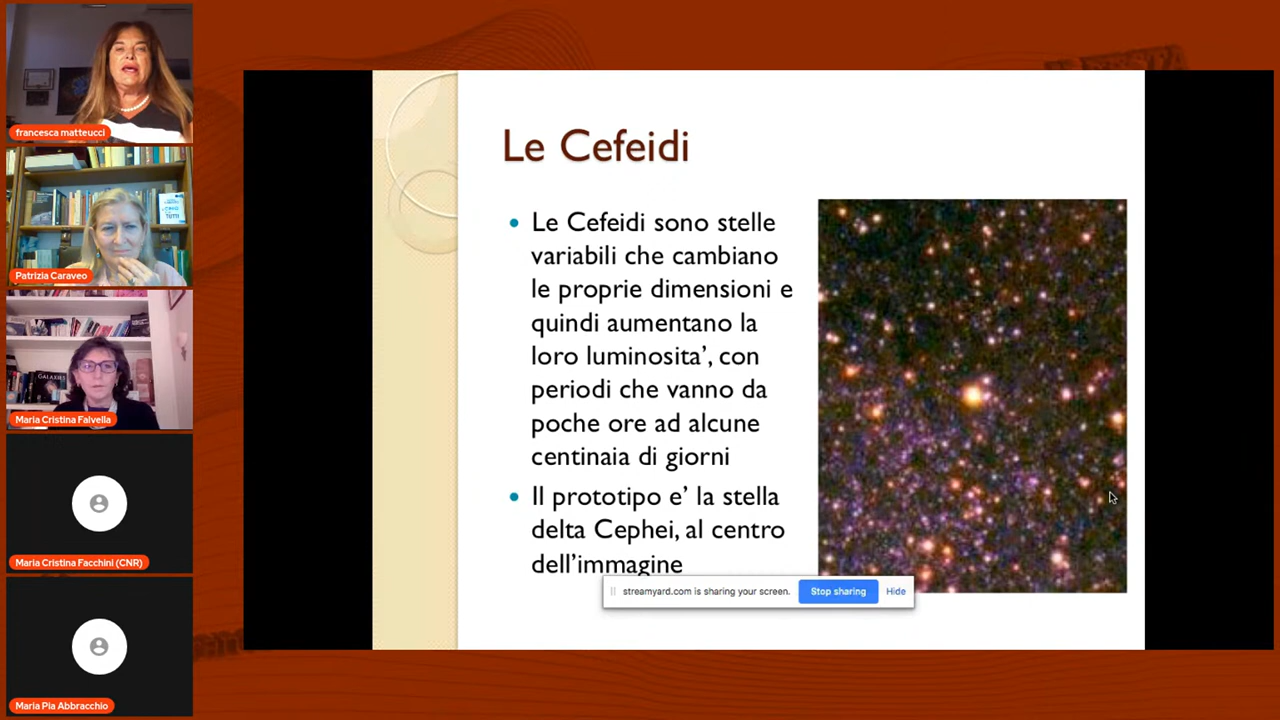 francesca matteucci
Patrizia Caraveo
GALAXIES
Maria Cristina Falvella
Maria Cristina Facchini (CNR)
Maria Pia Abbracchio
Le Cefeidi
Le Cefeidi sono stelle
variabili che cambiano
le proprie dimensioni e
quindi aumentano la
loro luminosita’, con
periodi che vanno da
poche ore ad alcune
centinaia di giorni
Il prototipo e’ la stella
delta Cephei, al centro
dell’immagine
streamyard.com is sharing your screen.
Stop sharing
Hide